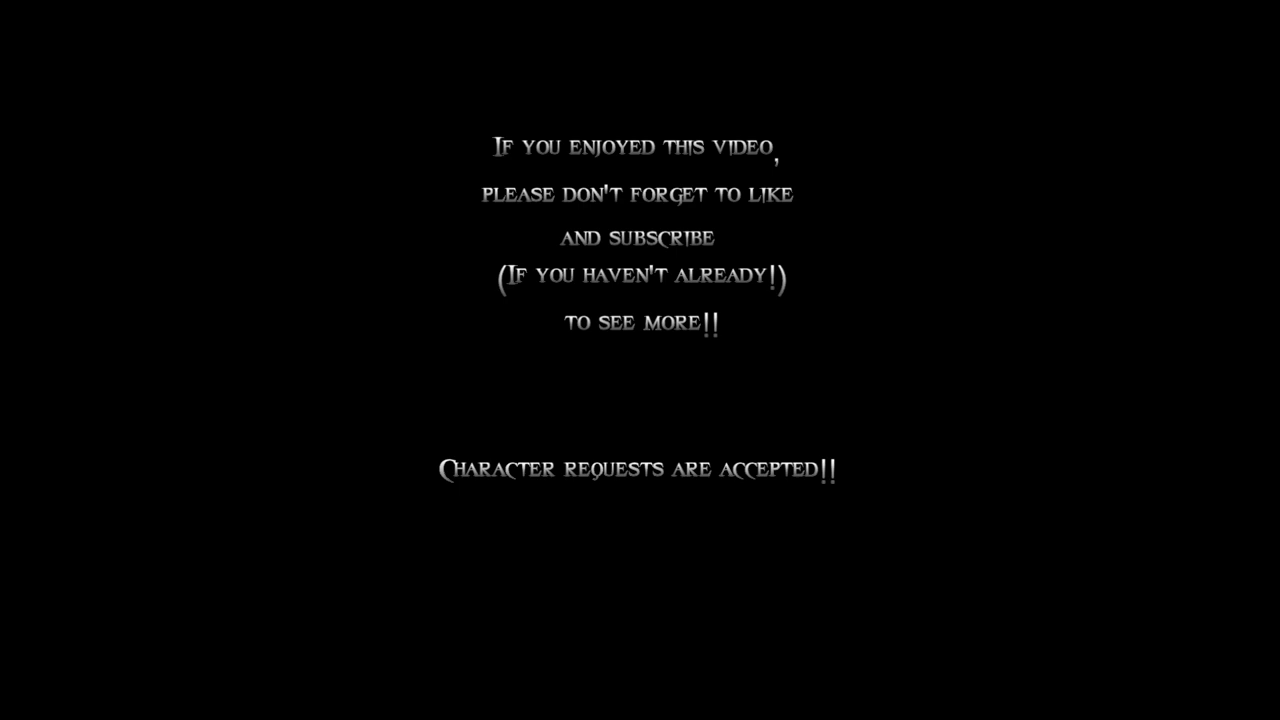 If you enjoyed this video,
please don't forget to like
and subscribe
(If you haven't already!)
to see more!!
Character requests are accepted!!